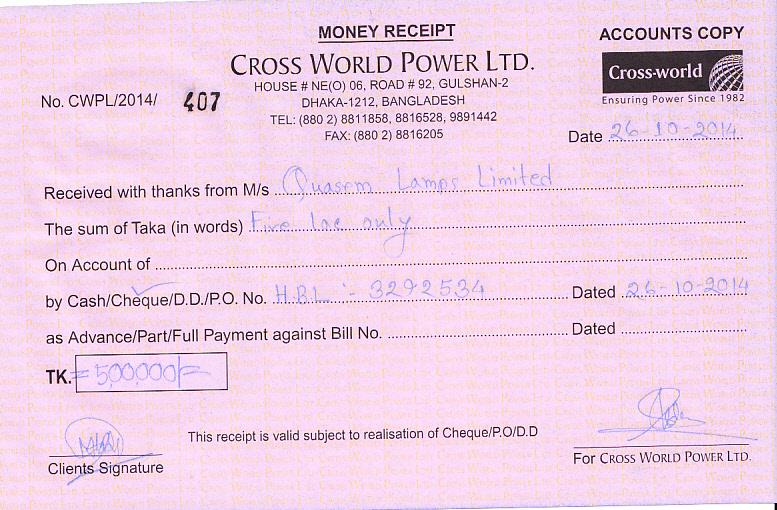 MONEY RECEIPT
ACCOUNTS COPY
CROSS WORLD POWER LTD.
Cross-world
Ensuring Power Since 1982
HOUSE # NE(O) 06, ROAD # 92, GULSHAN-2
DHAKA-1212, BANGLADESH
TEL: (880 2) 8811858, 8816528, 9891442
FAX: (880 2) 8816205
No. CWPL/2014/ 407
Date 26-10-2014
Received with thanks from M/s Quasem Lamps Limited
The sum of Taka (in words) Five lac only
On Account of
by Cash/Cheque/D.D./P.O. No. H.B.L :- 3292534 Dated 26-10-2014
as Advance/Part/Full Payment against Bill No. Dated
TK. = 5,00,000/=
This receipt is valid subject to realisation of Cheque/P.O/D.D
Clients Signature
For CROSS WORLD POWER LTD.